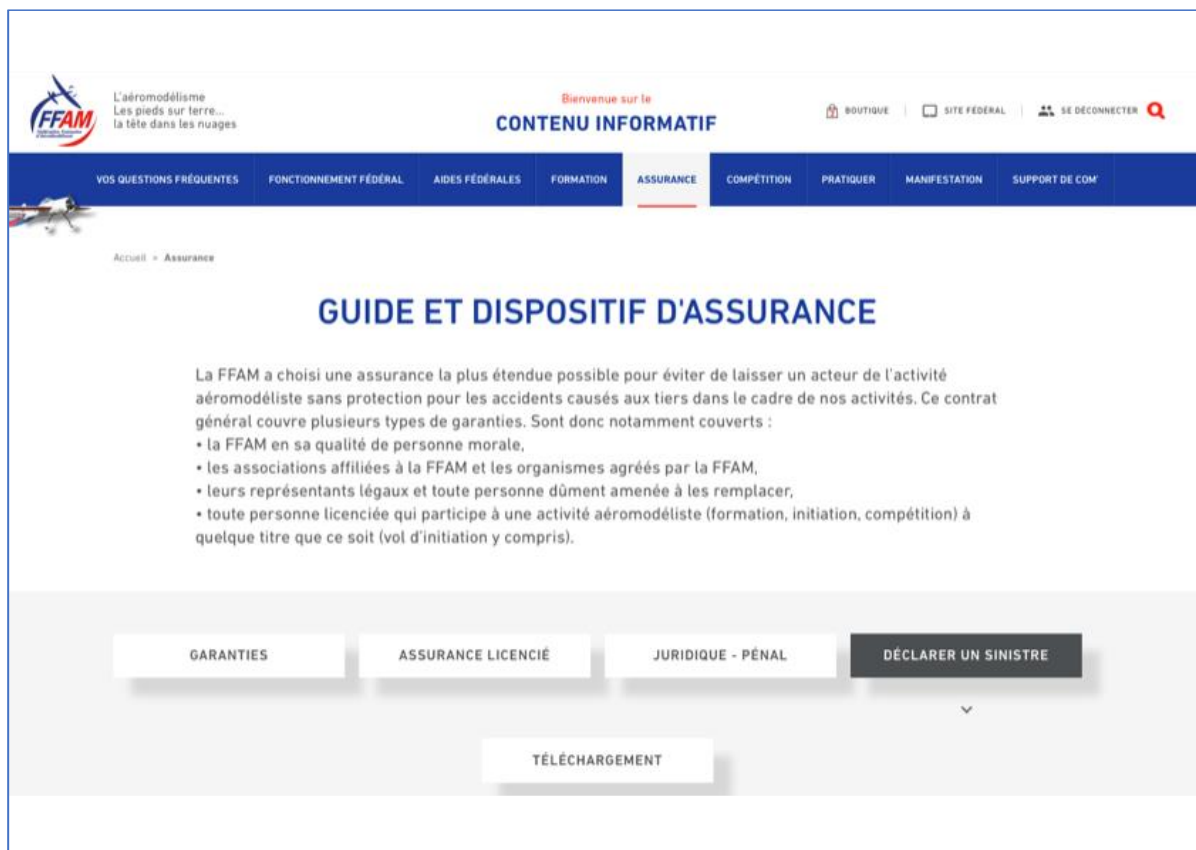 L'aéromodélisme
Les pieds sur terre...
la tête dans les nuages
FFAM
Bienvenue sur le
CONTENU INFORMATIF
BOUTIQUE
SITE FÉDÉRAL
SE DÉCONNECTER
VOS QUESTIONS FRÉQUENTES
FONCTIONNEMENT FÉDÉRAL
AIDES FÉDÉRALES
FORMATION
ASSURANCE
COMPÉTITION
PRATIQUER
MANIFESTATION
SUPPORT DE COM'
Accueil » Assurance
GUIDE ET DISPOSITIF D'ASSURANCE
La FFAM a choisi une assurance la plus étendue possible pour éviter de laisser un acteur de l'activité
aéromodéliste sans protection pour les accidents causés aux tiers dans le cadre de nos activités. Ce contrat
général couvre plusieurs types de garanties. Sont donc notamment couverts :
• la FFAM en sa qualité de personne morale,
• les associations affiliées à la FFAM et les organismes agréés par la FFAM,
• leurs représentants légaux et toute personne dûment amenée à les remplacer,
• toute personne licenciée qui participe à une activité aéromodéliste (formation, initiation, compétition) à
quelque titre que ce soit (vol d'initiation y compris).
GARANTIES
ASSURANCE LICENCIÉ
JURIDIQUE - PÉNAL
DÉCLARER UN SINISTRE
TÉLÉCHARGEMENT